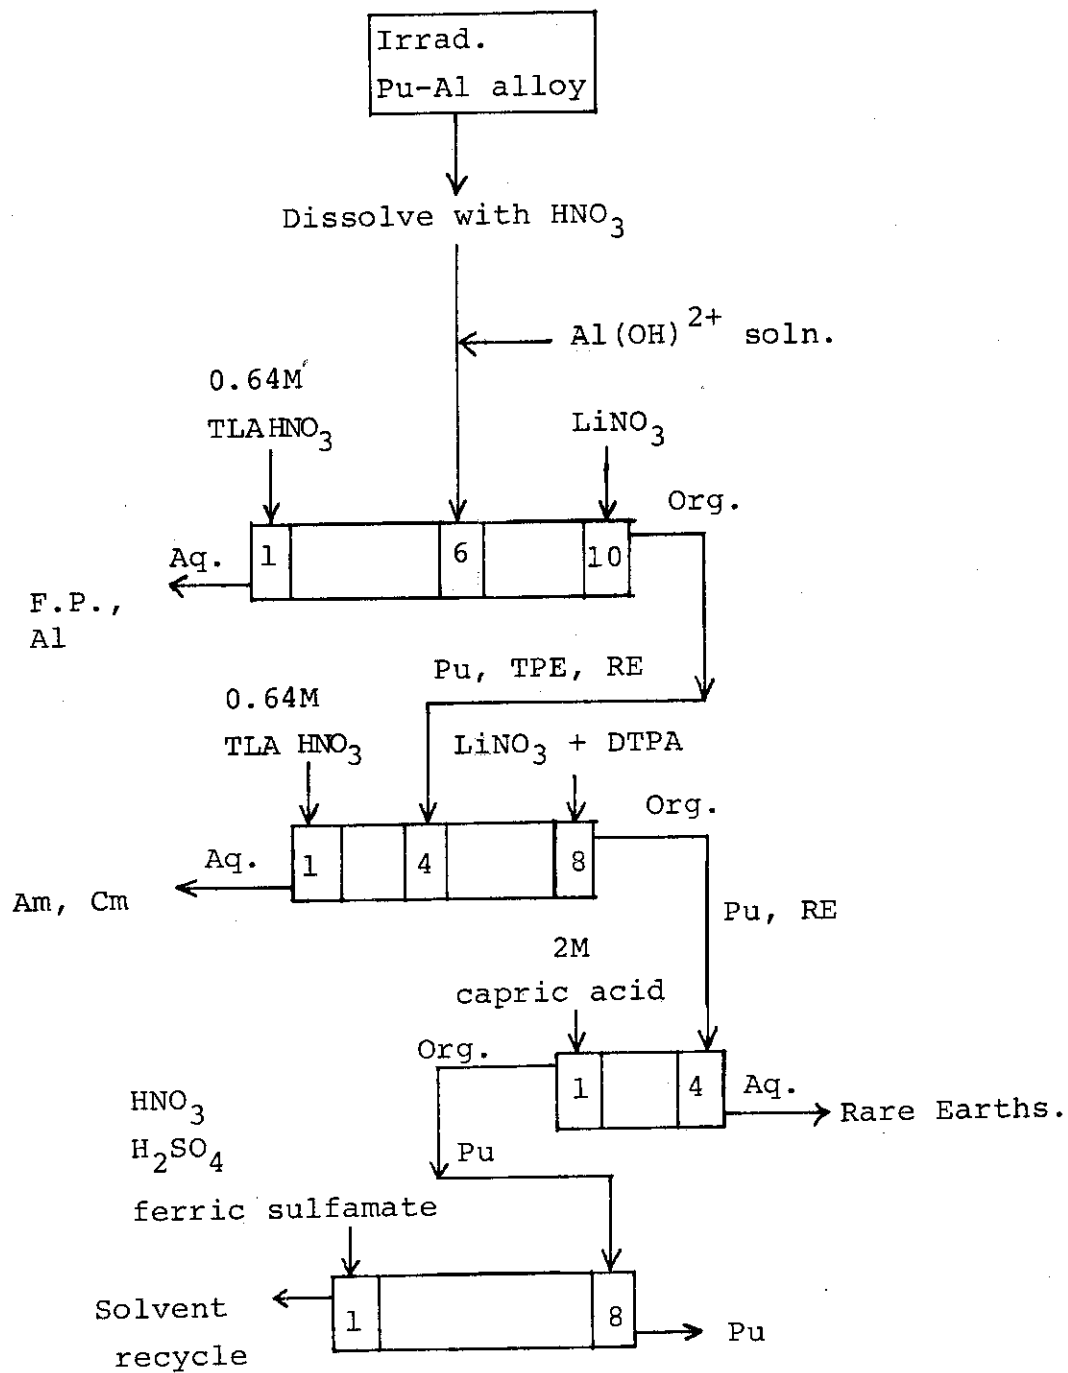 Irrad.
Pu-Al alloy
Dissolve with HNO₃
Al(OH)²⁺ soln.
0.64M
TLAHNO₃
LiNO₃
Org.
Aq.
1
6
10
F.P.,
Al
Pu, TPE, RE
0.64M
TLA HNO₃
LiNO₃ + DTPA
Org.
Aq.
1
4
8
Am, Cm
Pu, RE
2M
capric acid
Org.
1
4
Aq.
Rare Earths.
HNO₃
H₂SO₄
ferric sulfamate
Pu
Solvent
recycle
1
8
Pu